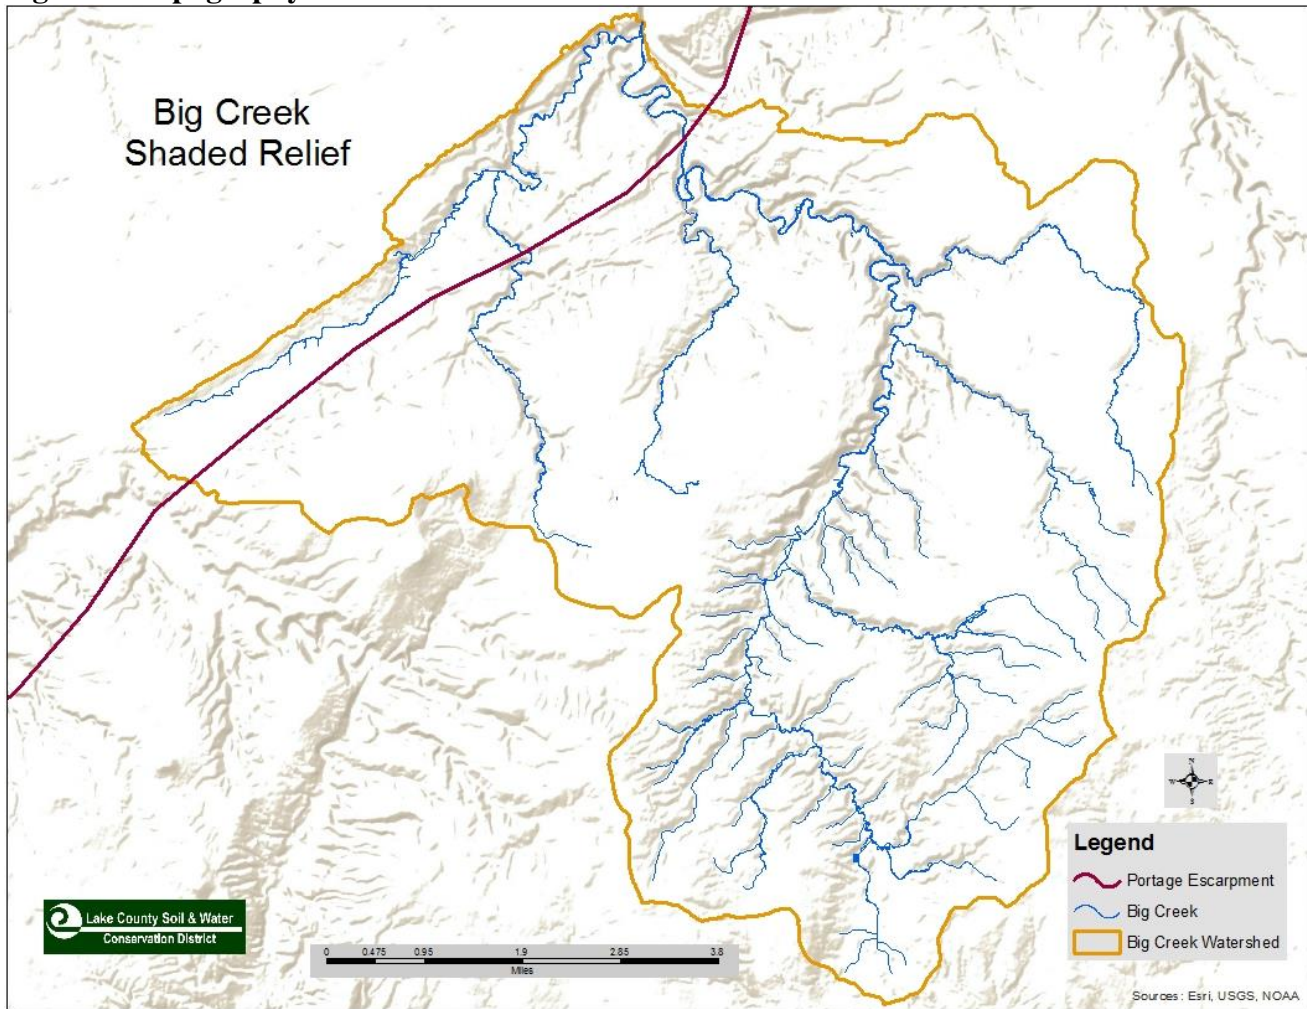 Big Creek
Shaded Relief
N
W E
S
Legend
Portage Escarpment
Big Creek
Big Creek Watershed
Lake County Soil & Water
Conservation District
0 0.475 0.95 1.9 2.85 3.8
Miles
Sources: Esri, USGS, NOAA